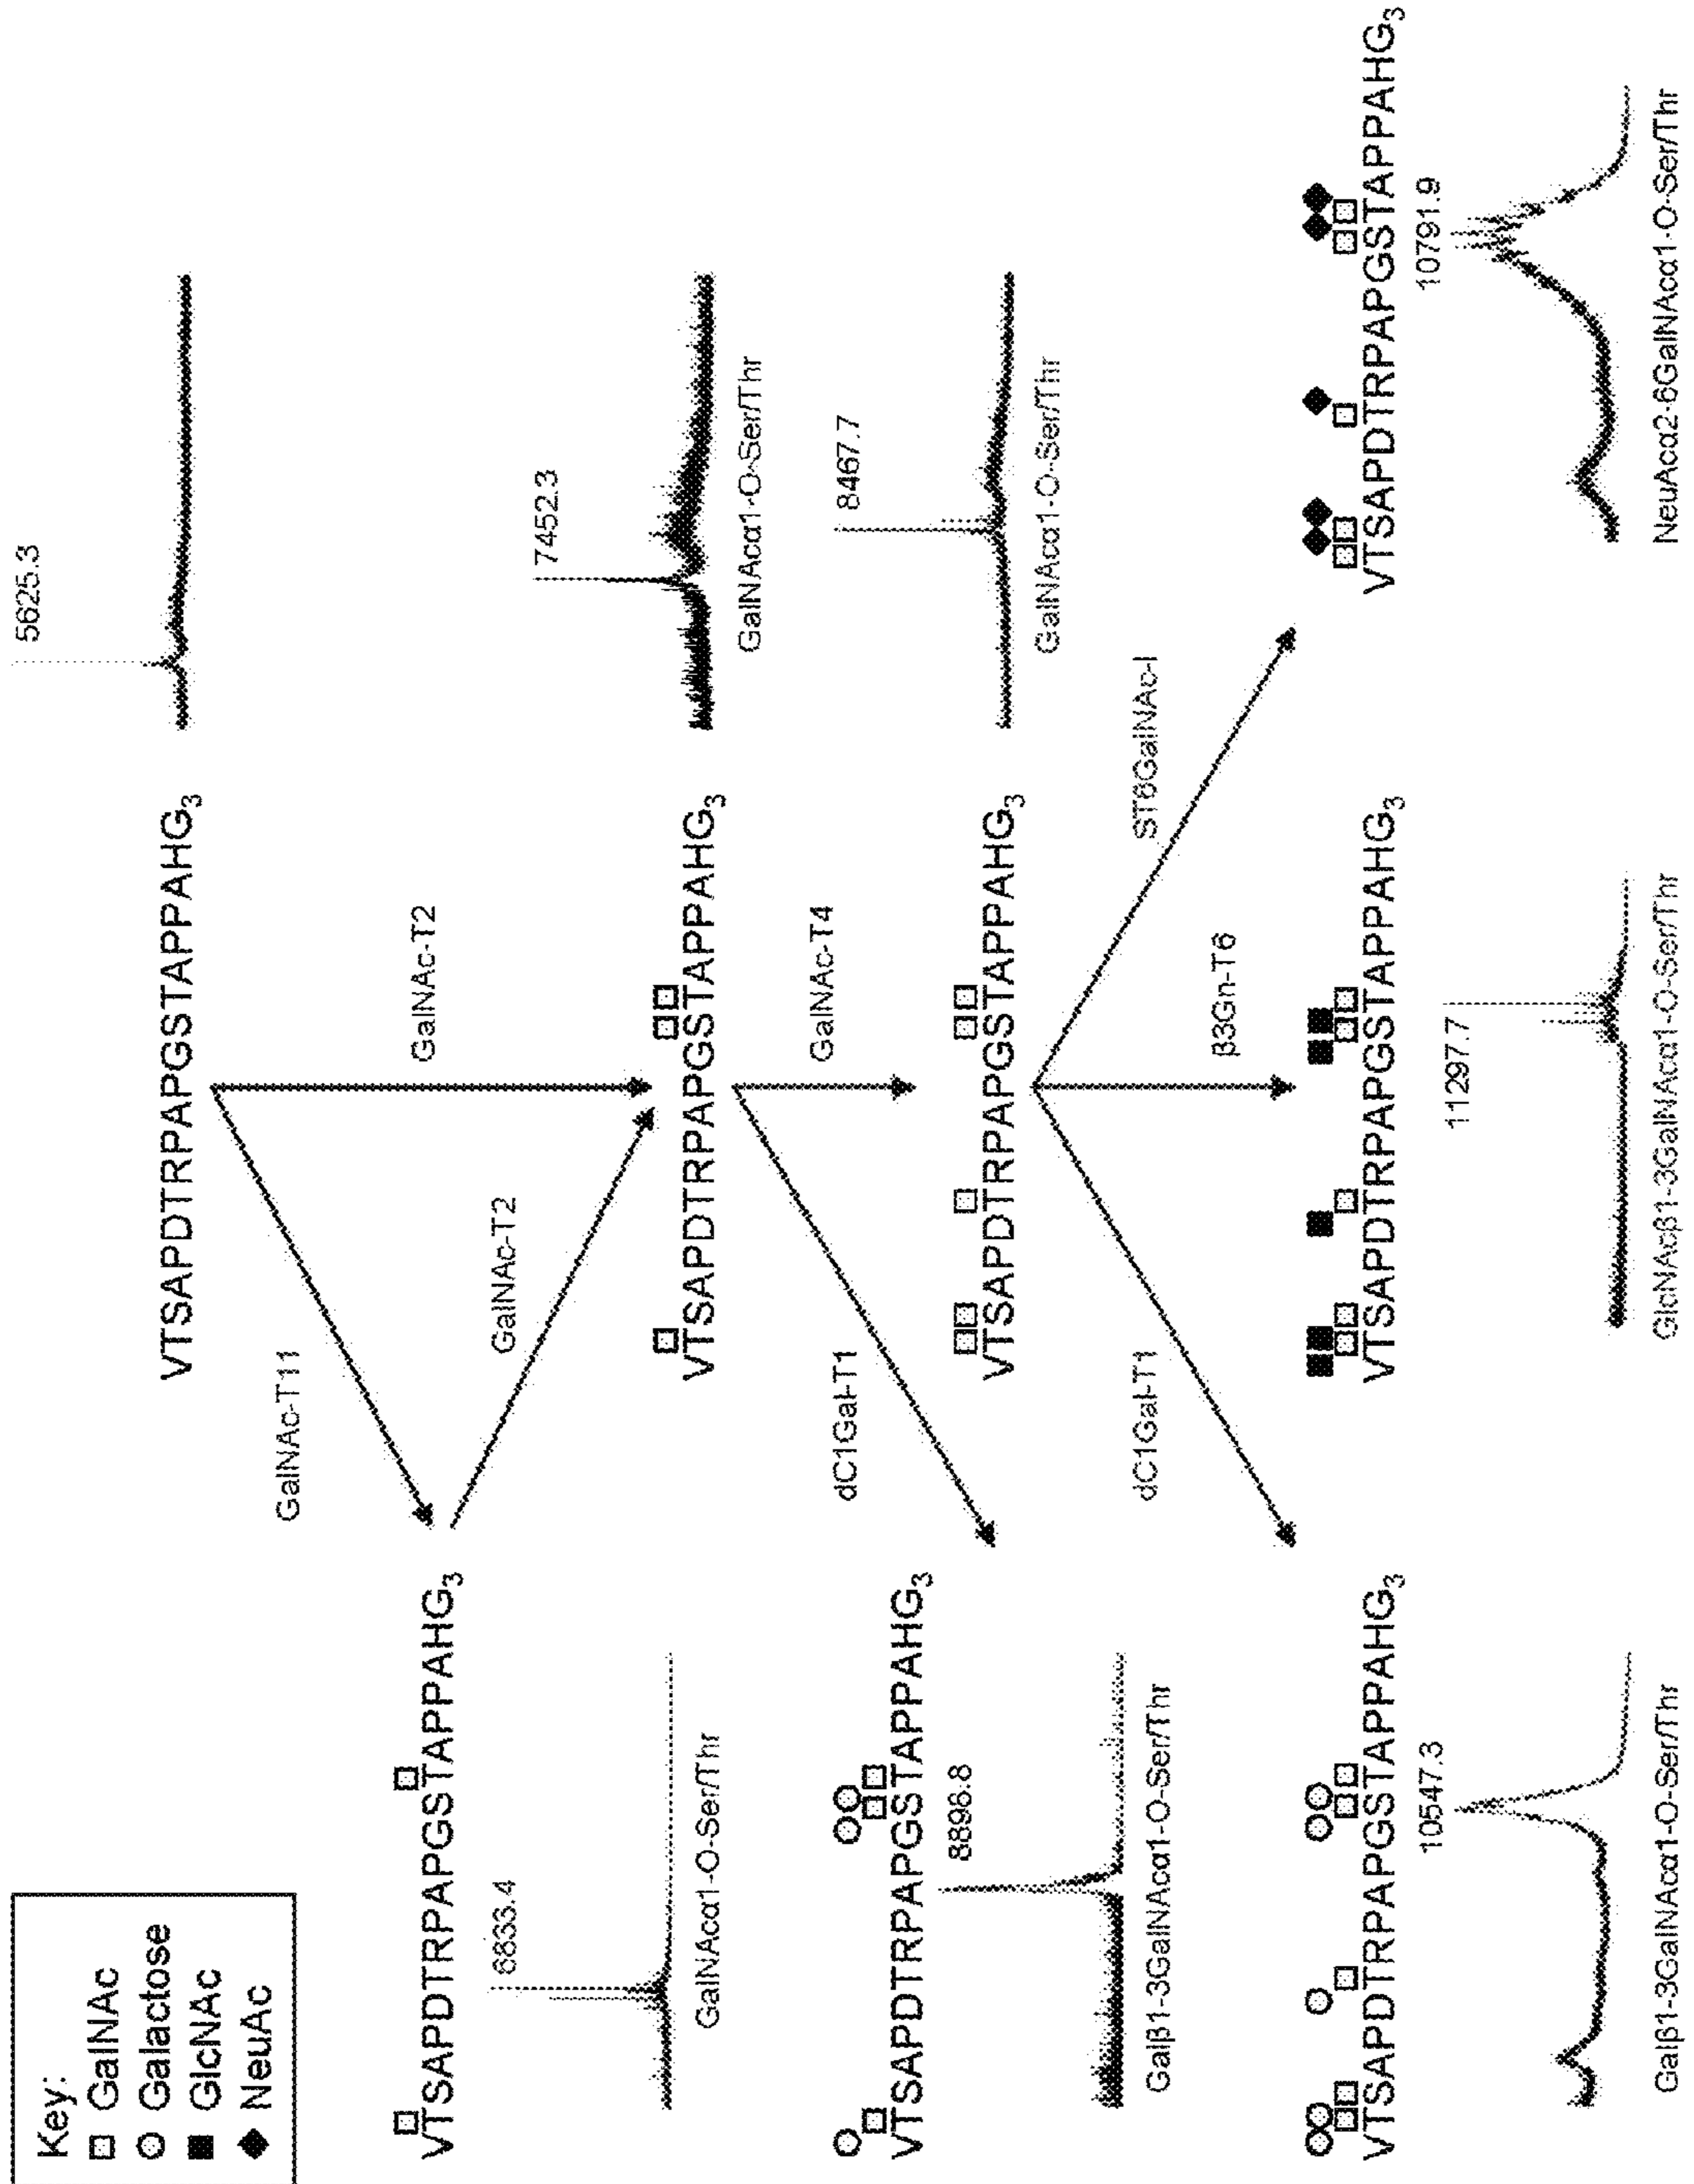 Key:
GalNAc
Galactose
GlcNAc
NeuAc
VTSAPDTRPAPGSTAPPAHG3
5625.3
GalNAc-T11
GalNAc-T2
GalNAc-T2
VTSAPDTRPAPGSTAPPAHG3
6833.4
GalNAcα1-O-Ser/Thr
VTSAPDTRPAPGSTAPPAHG3
7452.3
GalNAcα1-O-Ser/Thr
dC1Gal-T1
GalNAc-T4
VTSAPDTRPAPGSTAPPAHG3
8898.8
Galβ1-3GalNAcα1-O-Ser/Thr
VTSAPDTRPAPGSTAPPAHG3
8467.7
GalNAcα1-O-Ser/Thr
dC1Gal-T1
β3Gn-T6
ST6GalNAc-I
VTSAPDTRPAPGSTAPPAHG3
10547.3
Galβ1-3GalNAcα1-O-Ser/Thr
VTSAPDTRPAPGSTAPPAHG3
11297.7
GlcNAcβ1-3GalNAcα1-O-Ser/Thr
VTSAPDTRPAPGSTAPPAHG3
10791.9
NeuAcα2-6GalNAcα1-O-Ser/Thr